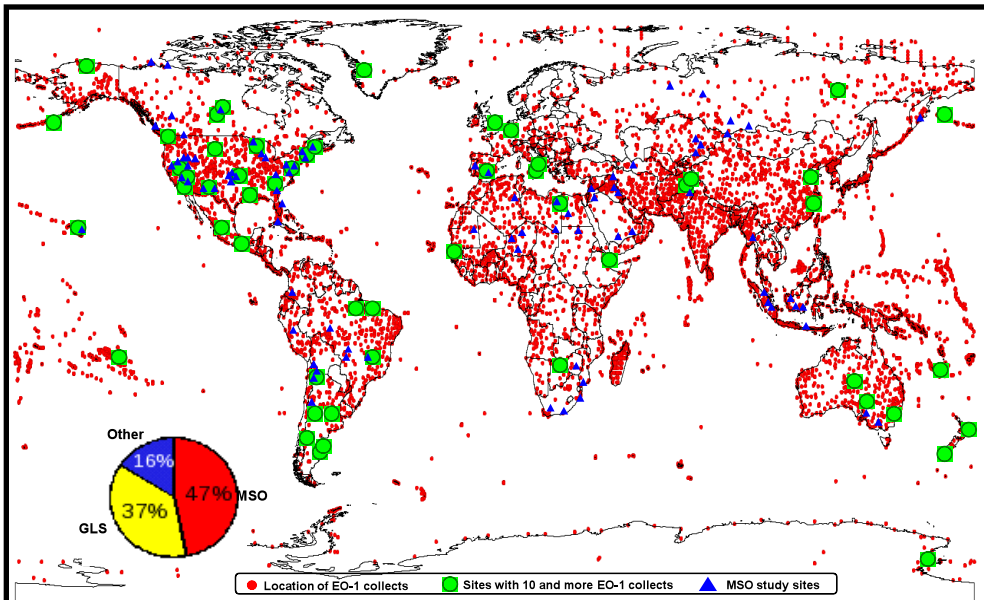 Other
16%
47%
MSO
37%
GLS
Location of EO-1 collects
Sites with 10 and more EO-1 collects
MSO study sites